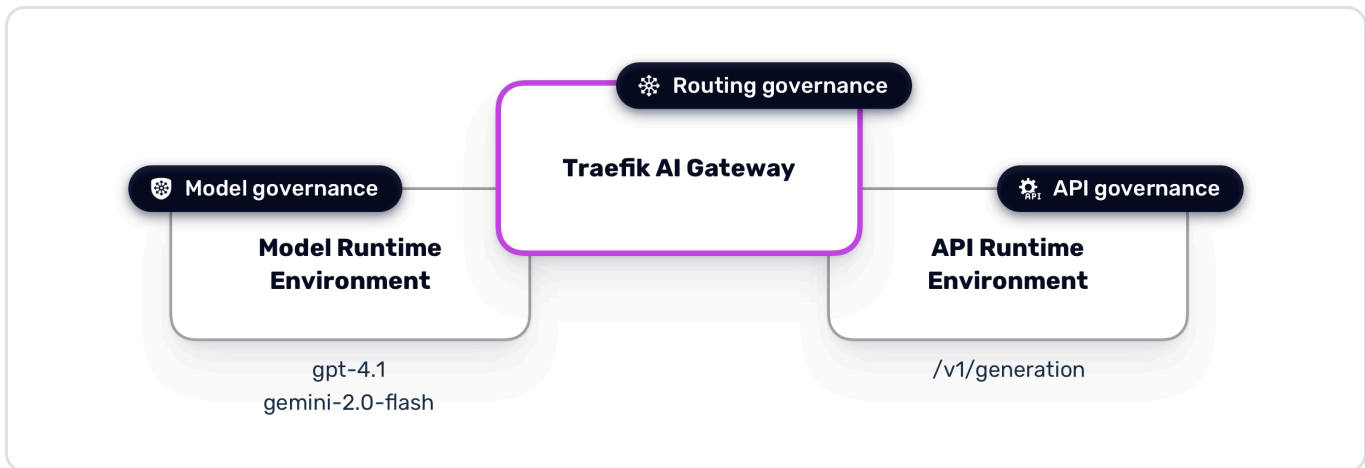 Routing governance
Traefik AI Gateway
Model governance
Model Runtime
Environment
gpt-4.1
gemini-2.0-flash
API
API governance
API Runtime
Environment
/v1/generation